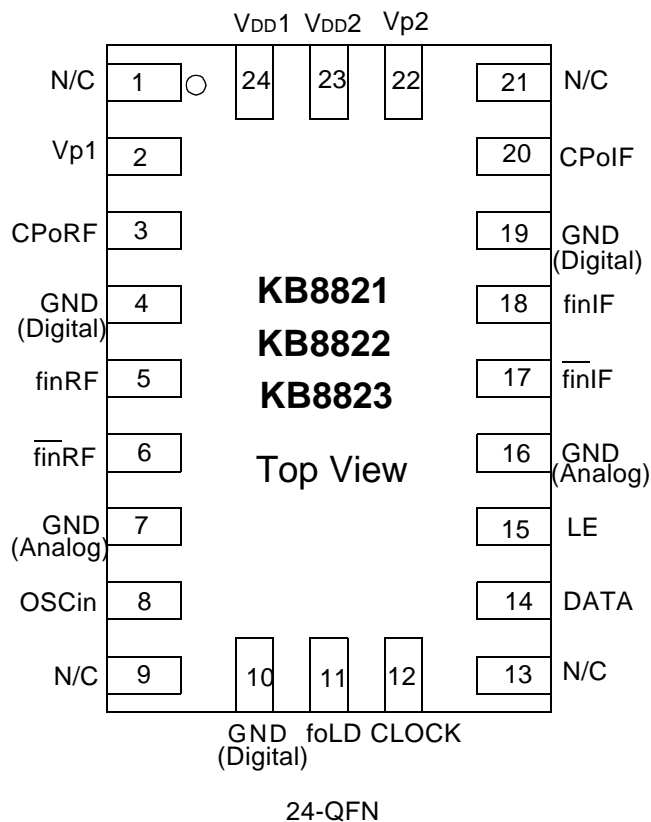 VDD1 VDD2 Vp2
N/C 1 24 23 22 21 N/C
Vp1 2 20 CPoIF
CPoRF 3 19 GND
(Digital)
GND
(Digital) 4 18 finIF
KB8821
KB8822
KB8823
finRF 5 17 finIF
finRF 6 16 GND
(Analog)
Top View
GND
(Analog) 7 15 LE
OSCin 8 14 DATA
N/C 9 10 11 12 13 N/C
GND
(Digital) foLD CLOCK
24-QFN